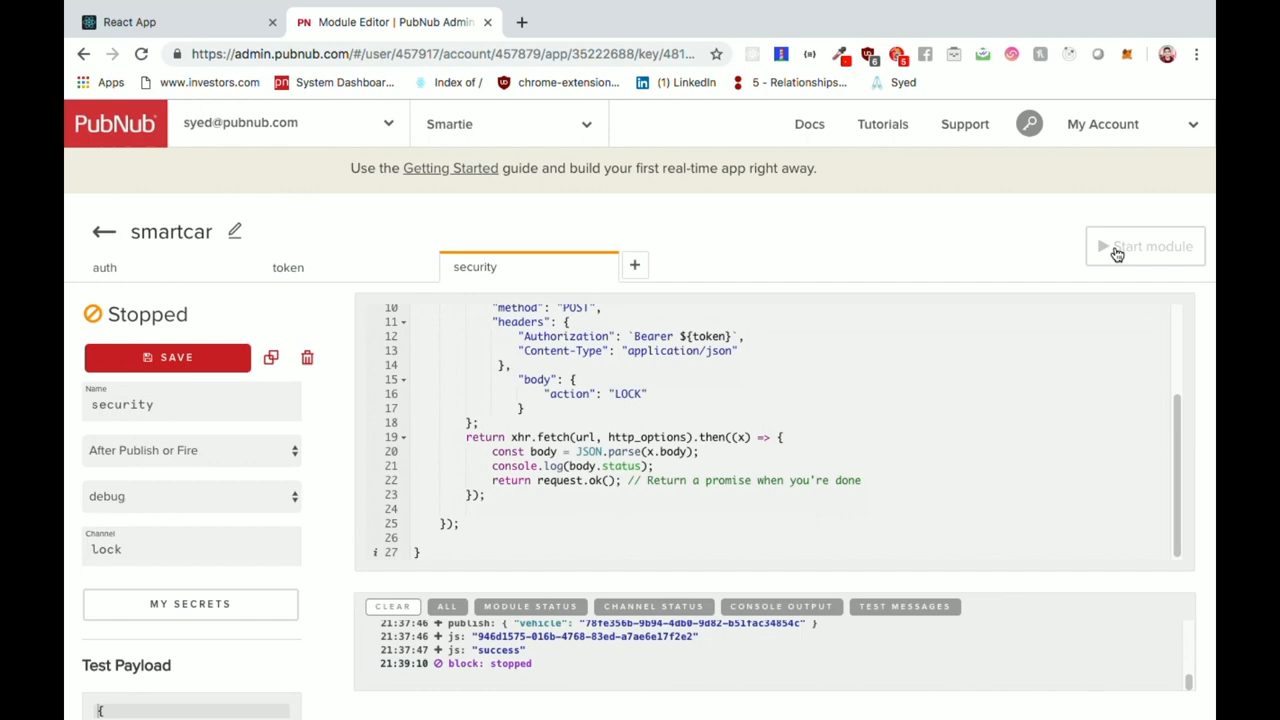 React App
PN Module Editor | PubNub Admin
https://admin.pubnub.com/#/user/457917/account/457879/app/35222688/key/481...
Apps www.investors.com System Dashboar... Index of / chrome-extension... (1) LinkedIn 5 - Relationships... Syed
PubNub syed@pubnub.com Smartie Docs Tutorials Support My Account
Use the Getting Started guide and build your first real-time app right away.
smartcar
Start module
auth token security +
Stopped
SAVE
Name
security
After Publish or Fire
debug
Channel
lock
MY SECRETS
Test Payload
{
10 "method": "POST",
11 "headers": {
12 "Authorization": `Bearer ${token}`,
13 "Content-Type": "application/json"
14 },
15 "body": {
16 "action": "LOCK"
17 }
18 };
19 return xhr.fetch(url, http_options).then((x) => {
20 const body = JSON.parse(x.body);
21 console.log(body.status);
22 return request.ok(); // Return a promise when you're done
23 });
24
25 });
26
i 27 }
CLEAR ALL MODULE STATUS CHANNEL STATUS CONSOLE OUTPUT TEST MESSAGES
21:37:46 + publish: { "vehicle": "78fe356b-9b94-4db0-9d82-b51fac34854c" }
21:37:46 + js: "946d1575-016b-4768-83ed-a7ae6e17f2e2"
21:37:47 + js: "success"
21:39:10 block: stopped